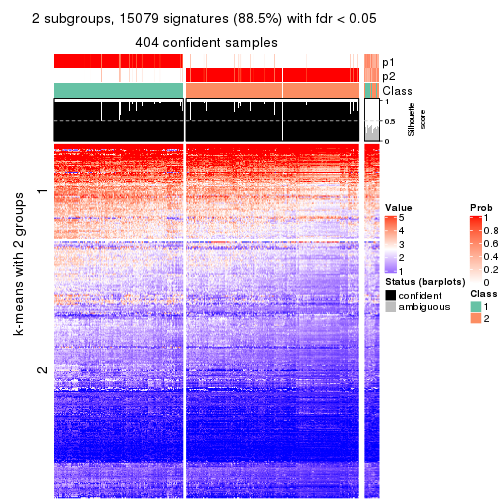 2 subgroups, 15079 signatures (88.5%) with fdr < 0.05
404 confident samples
p1
p2
Class
1
0.5
0
Silhouette
score
k-means with 2 groups
1
2
Value
5
4
3
2
1
Status (barplots)
confident
ambiguous
Prob
1
0.8
0.6
0.4
0.2
0
Class
1
2